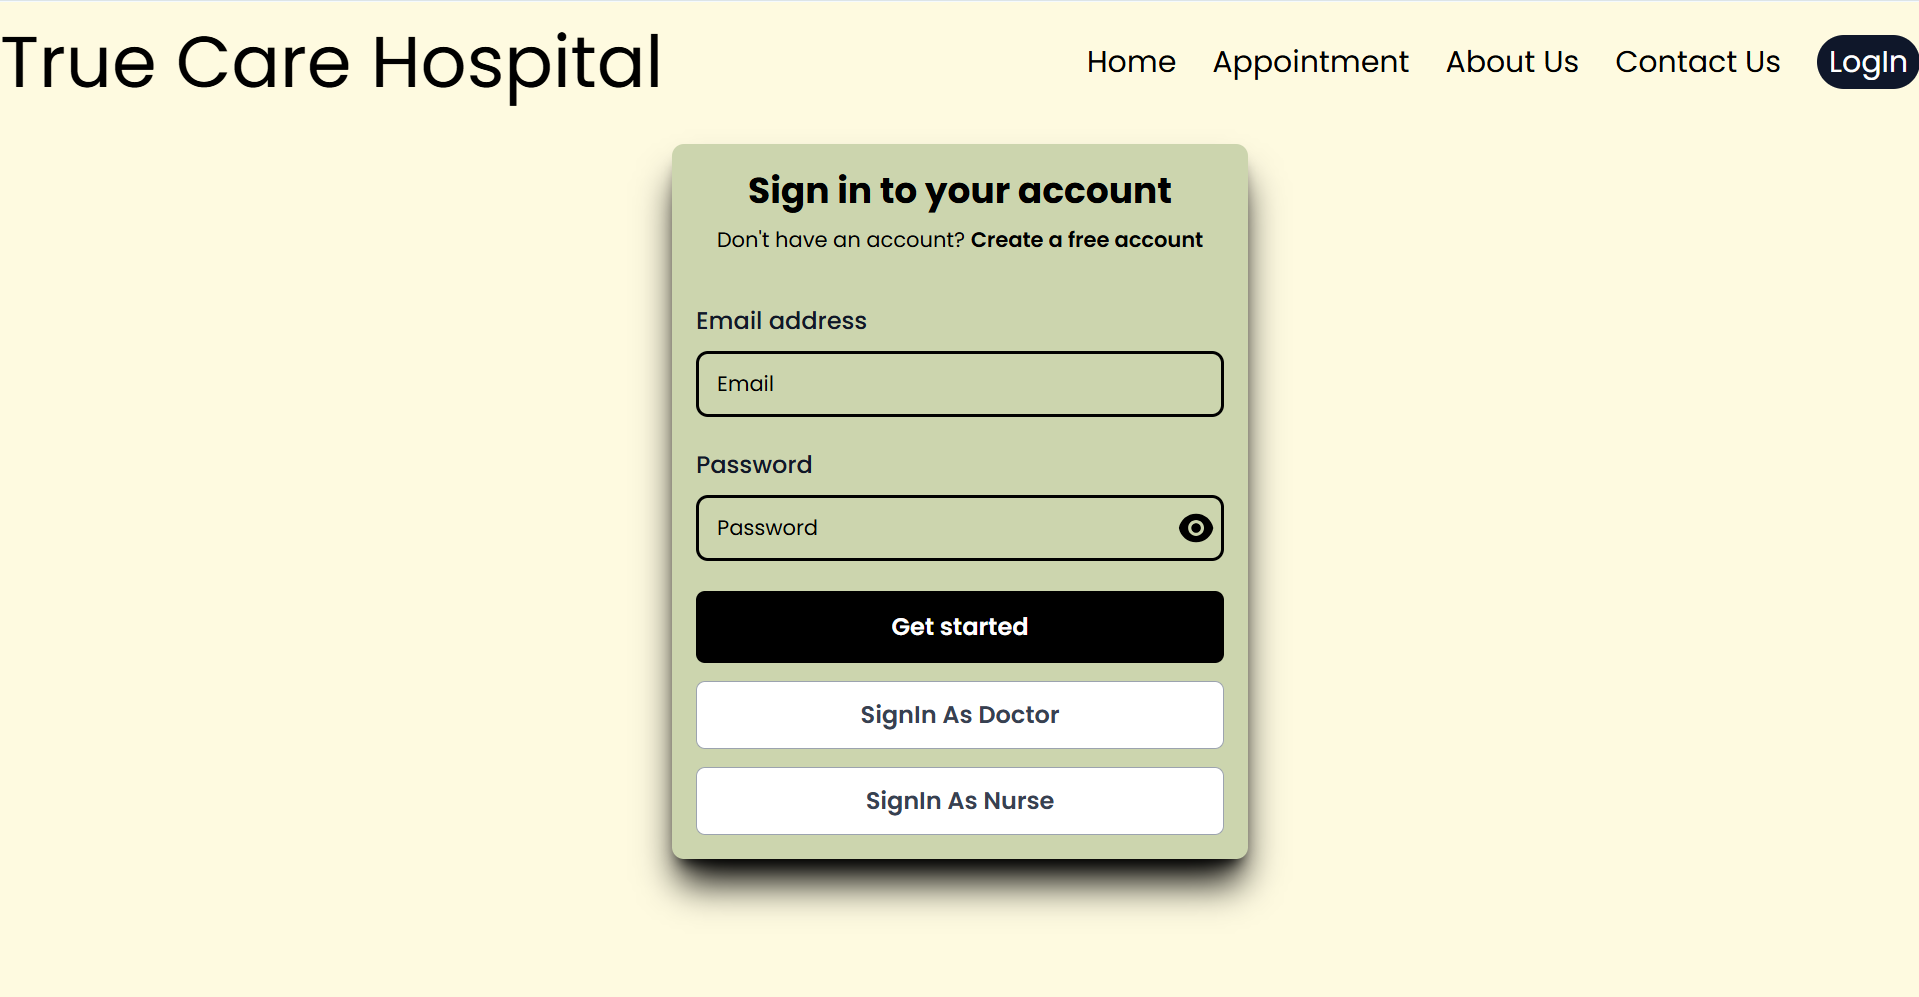 True Care Hospital
Home Appointment About Us Contact Us LogIn
Sign in to your account
Don't have an account? Create a free account
Email address
Email
Password
Password
Get started
SignIn As Doctor
SignIn As Nurse